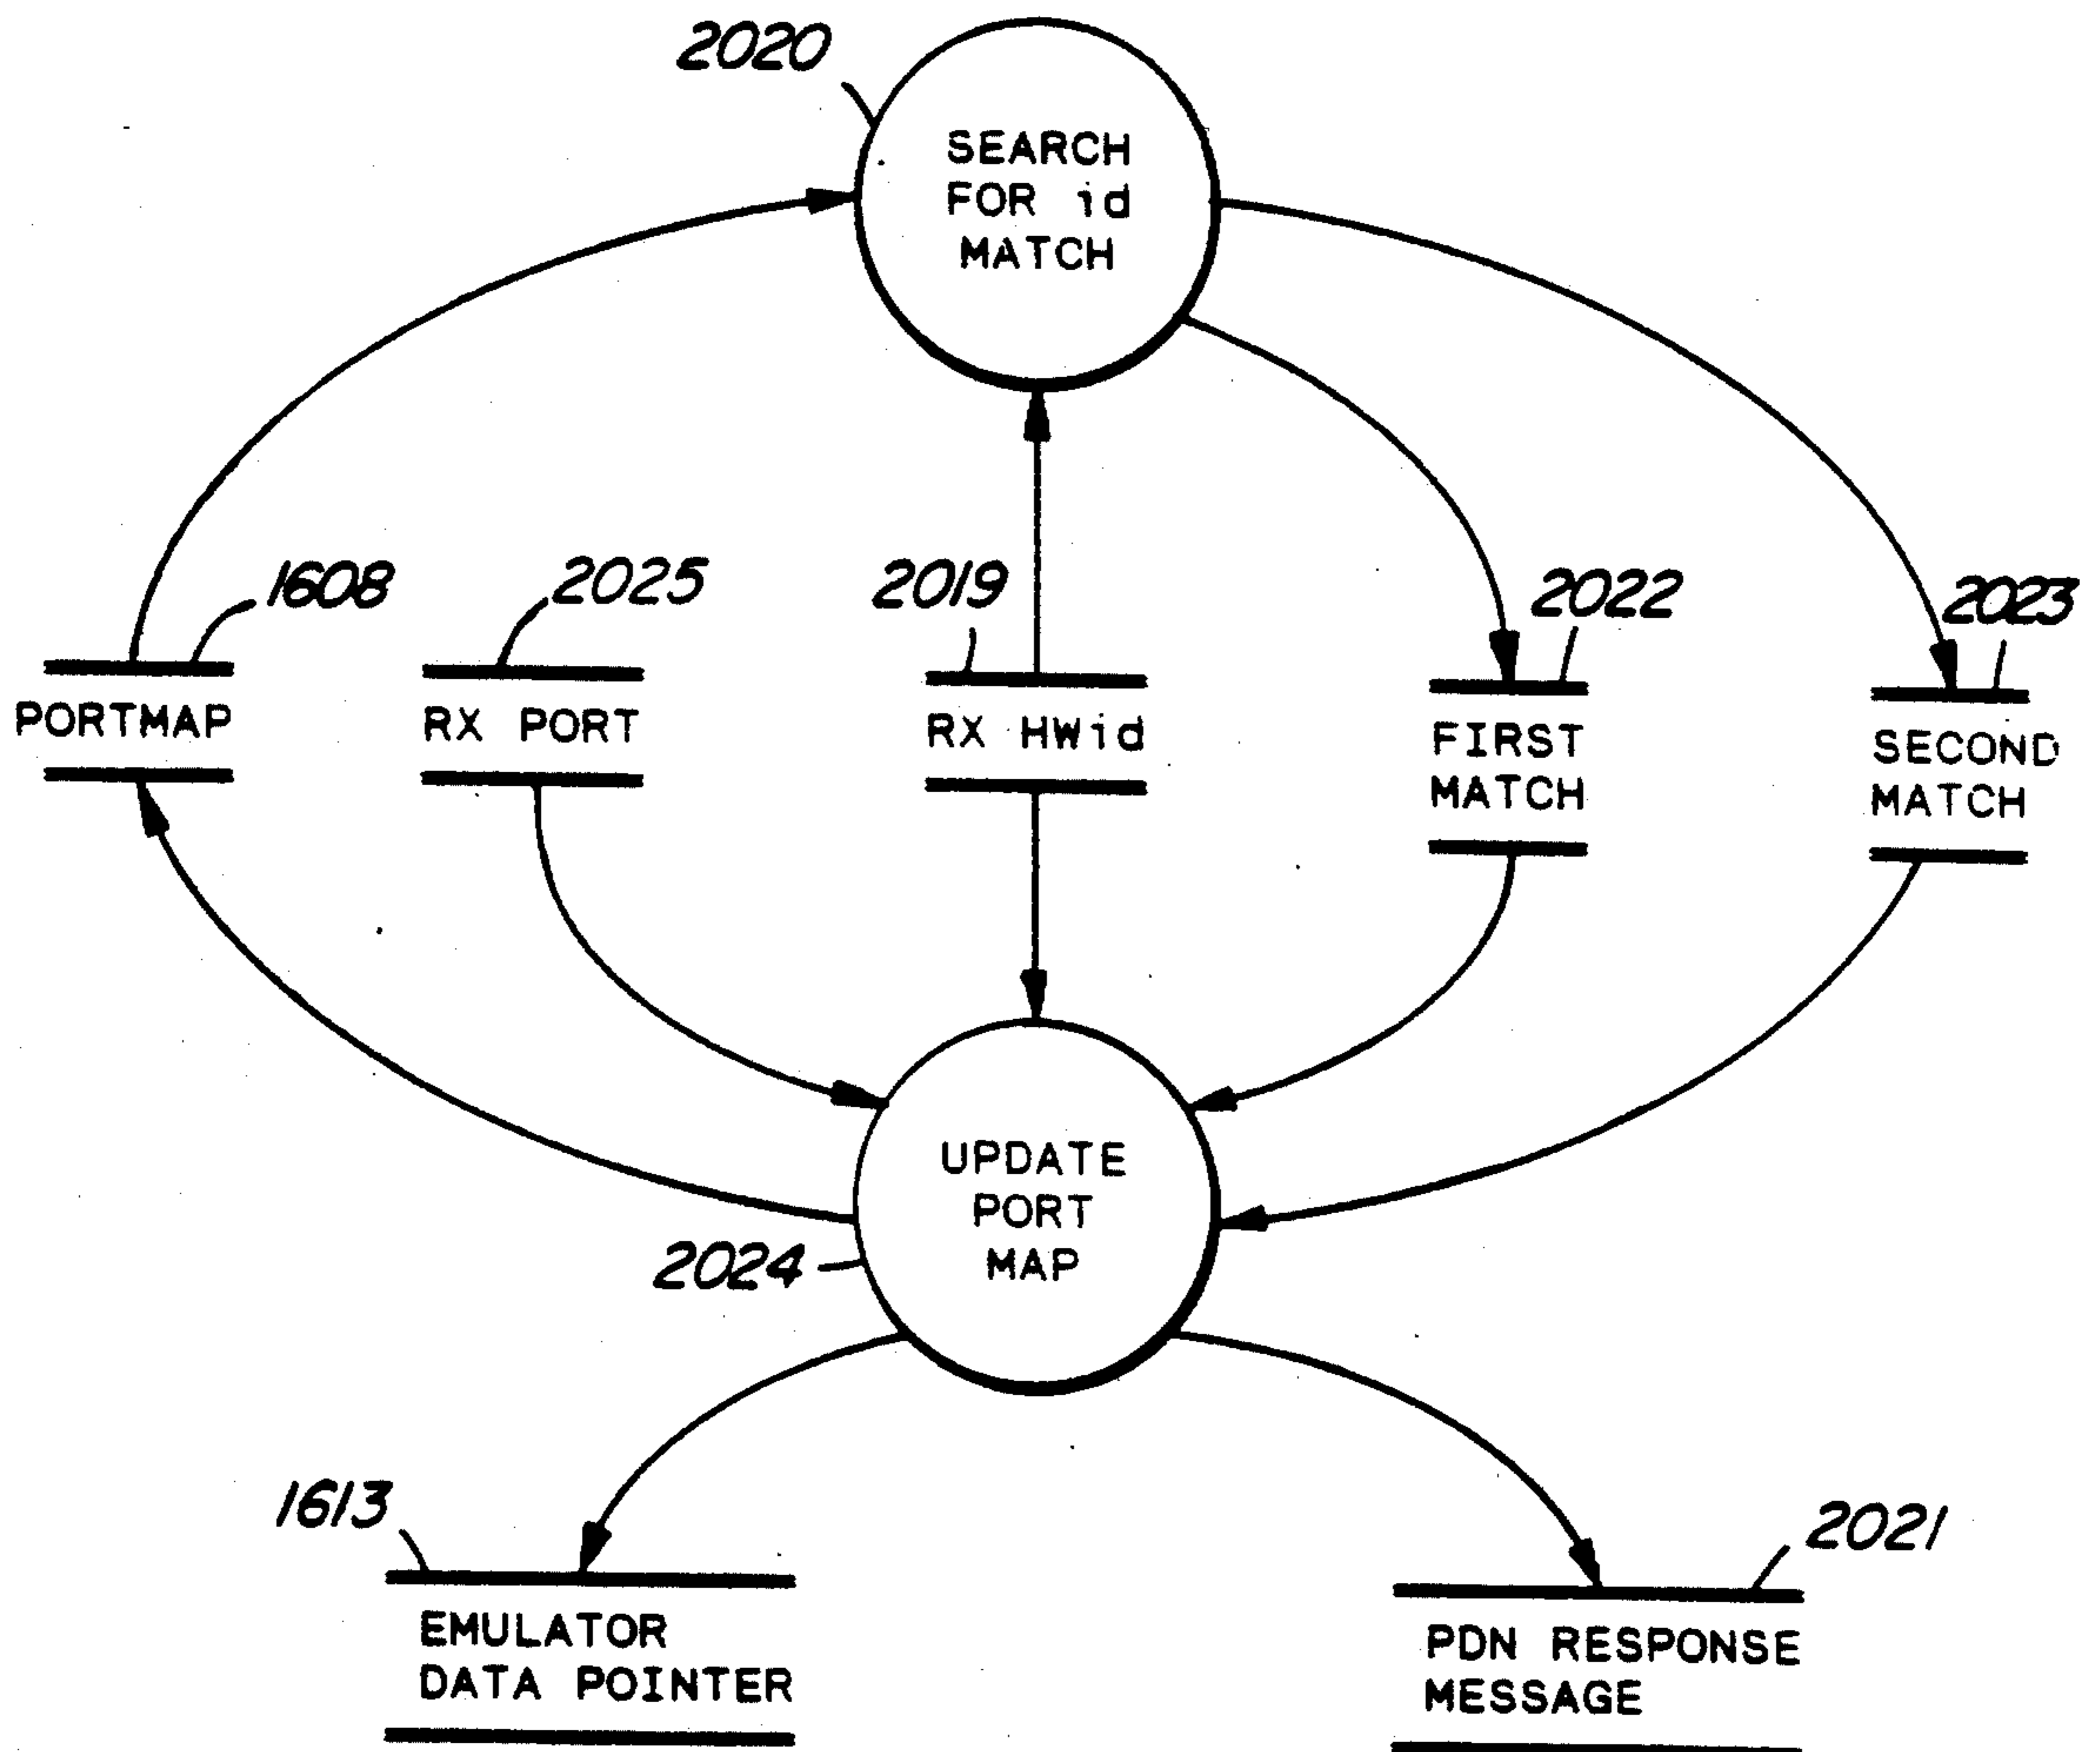 2020
SEARCH
FOR id
MATCH
1608
2025
2019
2022
2023
PORTMAP
RX PORT
RX HWid
FIRST
MATCH
SECOND
MATCH
UPDATE
PORT
MAP
2024
1613
2021
EMULATOR
DATA POINTER
PDN RESPONSE
MESSAGE